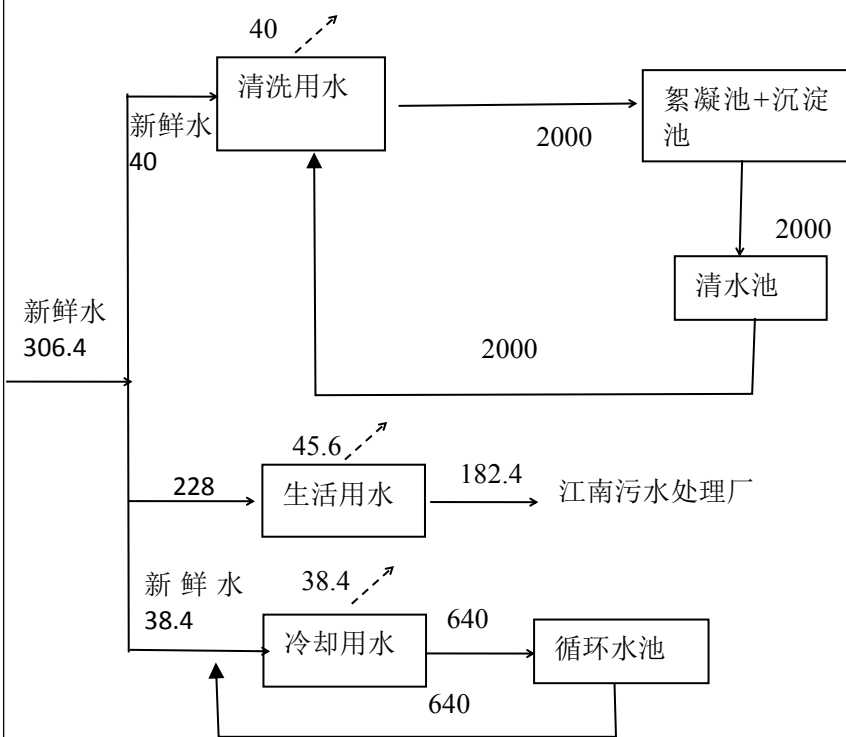 40
清洗用水
絮凝池+沉淀
池
新鲜水
40
2000
2000
清水池
新鲜水
306.4
2000
45.6
228
生活用水
182.4
江南污水处理厂
新鲜水
38.4
38.4
冷却用水
640
循环水池
640